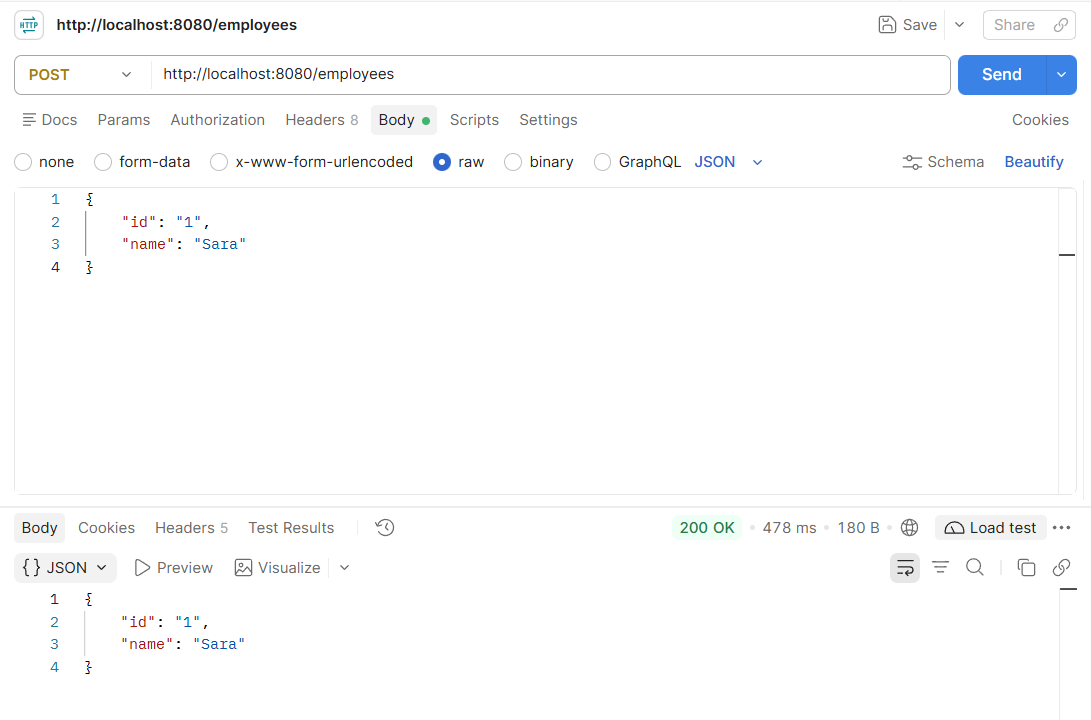 HTTP http://localhost:8080/employees Save Share
POST http://localhost:8080/employees Send
Docs Params Authorization Headers 8 Body Scripts Settings Cookies
none form-data x-www-form-urlencoded raw binary GraphQL JSON Schema Beautify
1 {
2 "id": "1",
3 "name": "Sara"
4 }
Body Cookies Headers 5 Test Results 200 OK • 478 ms • 180 B • Load test
{} JSON Preview Visualize
1 {
2 "id": "1",
3 "name": "Sara"
4 }